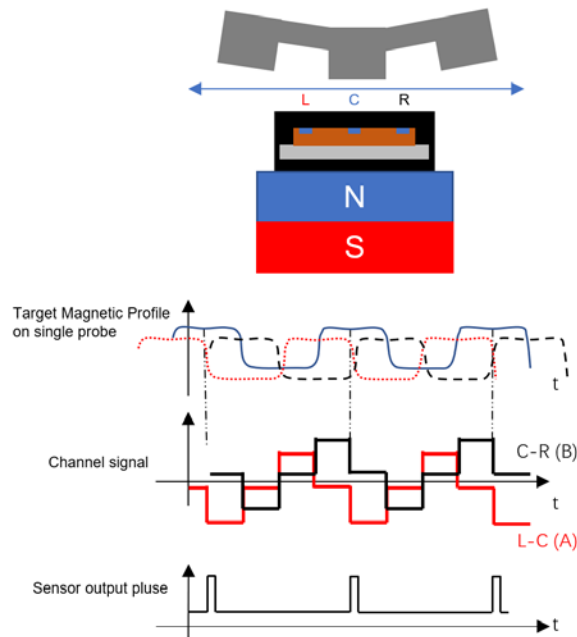 L C R
N
S
Target Magnetic Profile
on single probe
t
C-R (B)
Channel signal
t
L-C (A)
Sensor output pluse
t